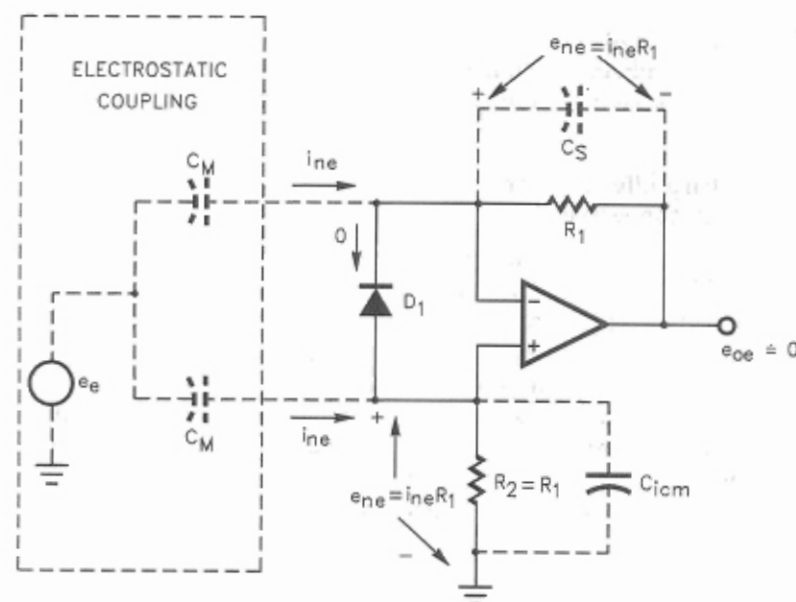 e_ne = i_ne R_1
+
−
ELECTROSTATIC
COUPLING
C_S
C_M
i_ne
R_1
0
D_1
−
+
e_oe ≐ 0
e_e
C_M
i_ne
+
e_ne = i_ne R_1
−
R_2 = R_1
C_icm